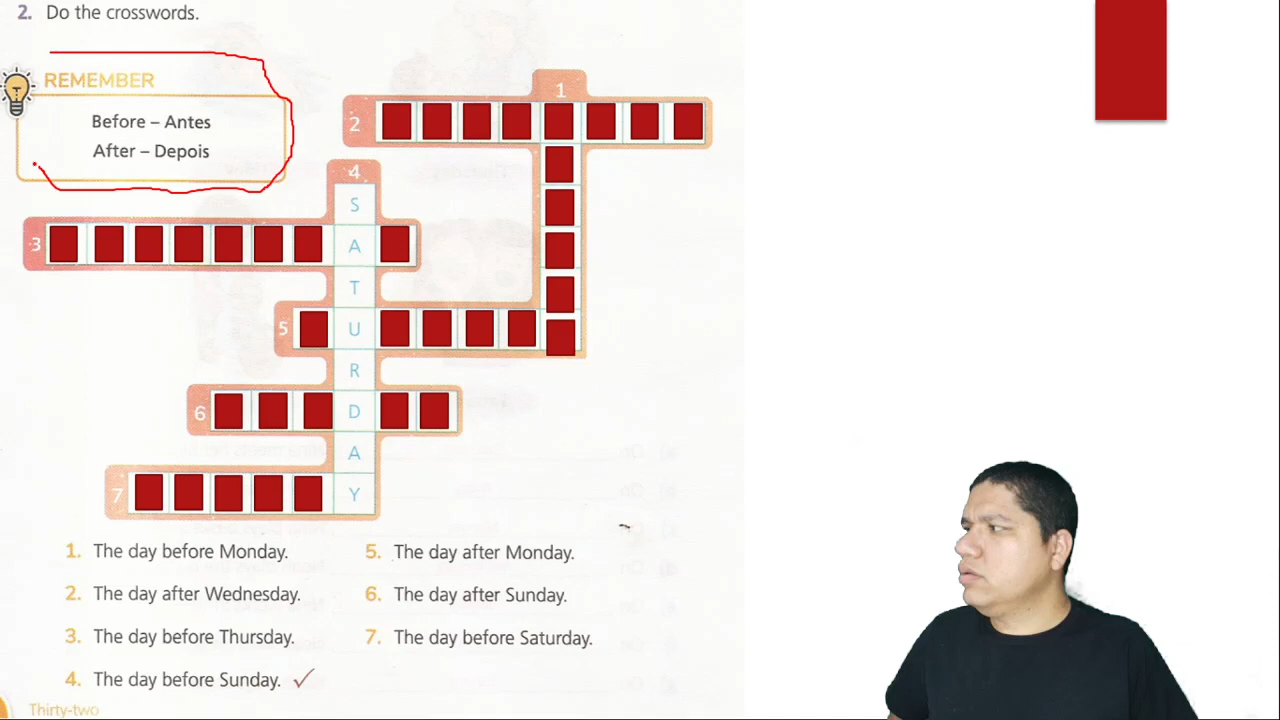 2. Do the crosswords.
REMEMBER
Before – Antes
After – Depois
1
2
4
S
3
A
T
5
U
R
6
D
A
7
Y
1. The day before Monday.
2. The day after Wednesday.
3. The day before Thursday.
4. The day before Sunday. ✓
5. The day after Monday.
6. The day after Sunday.
7. The day before Saturday.
Thirty-two